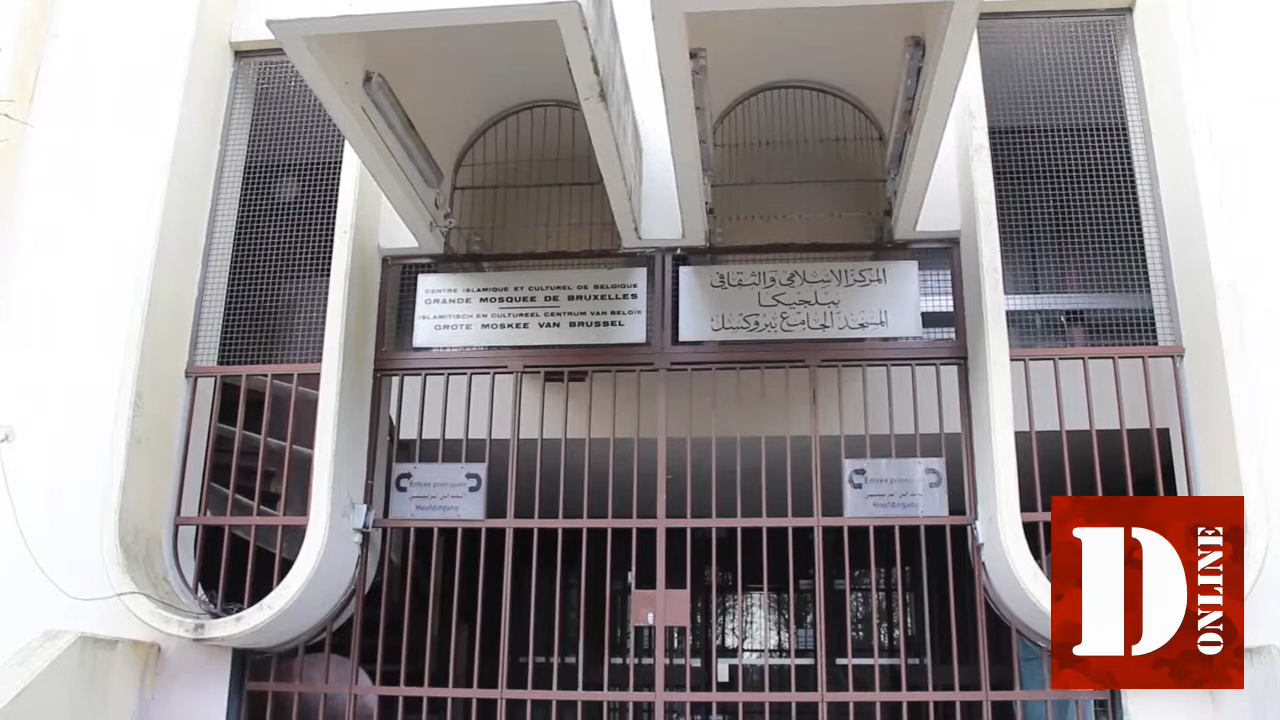 CENTRE ISLAMIQUE ET CULTUREL DE BELGIQUE
GRANDE MOSQUEE DE BRUXELLES
ISLAMITISCH EN CULTUREEL CENTRUM VAN BELGIE
GROTE MOSKEE VAN BRUSSEL
المركز الإسلامي والثقافي
ببلجيكا
المسجد الجامع ببروكسل
Entrée principale
Hoofdingang
Entrée principale
Hoofdingang
D ONLINE